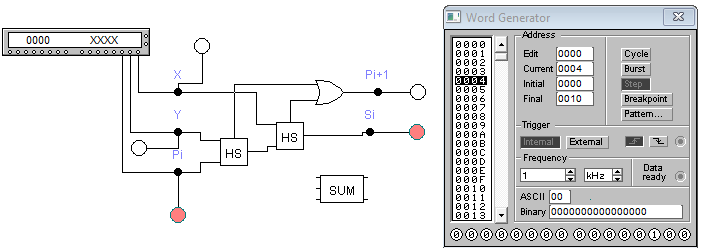 0000 XXXX
X
Y
Pi
Pi+1
Si
HS
HS
SUM
Word Generator
0000
0001
0002
0003
0004
0005
0006
0007
0008
0009
000A
000B
000C
000D
000E
000F
0010
0011
0012
0013
Address
Edit 0000
Current 0004
Initial 0000
Final 0010
Cycle
Burst
Step
Breakpoint
Pattern...
Trigger
Internal External
Frequency
1 kHz
Data
ready
ASCII 00
Binary 0000000000000000
0 0 0 0 0 0 0 0 0 0 0 0 0 1 0 0